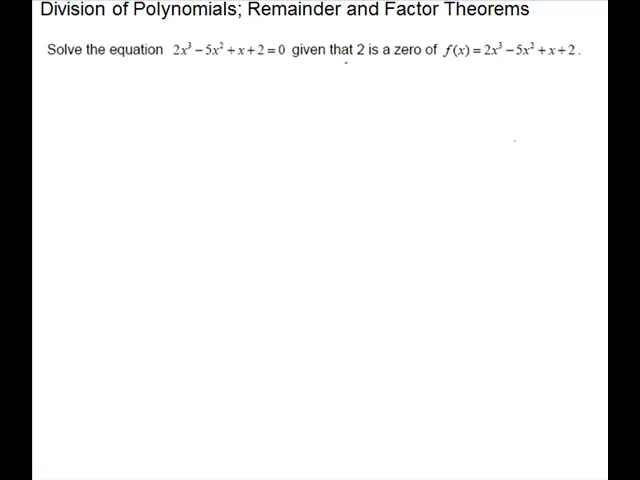 Division of Polynomials; Remainder and Factor Theorems
Solve the equation 2x³ − 5x² + x + 2 = 0 given that 2 is a zero of f(x) = 2x³ − 5x² + x + 2 .